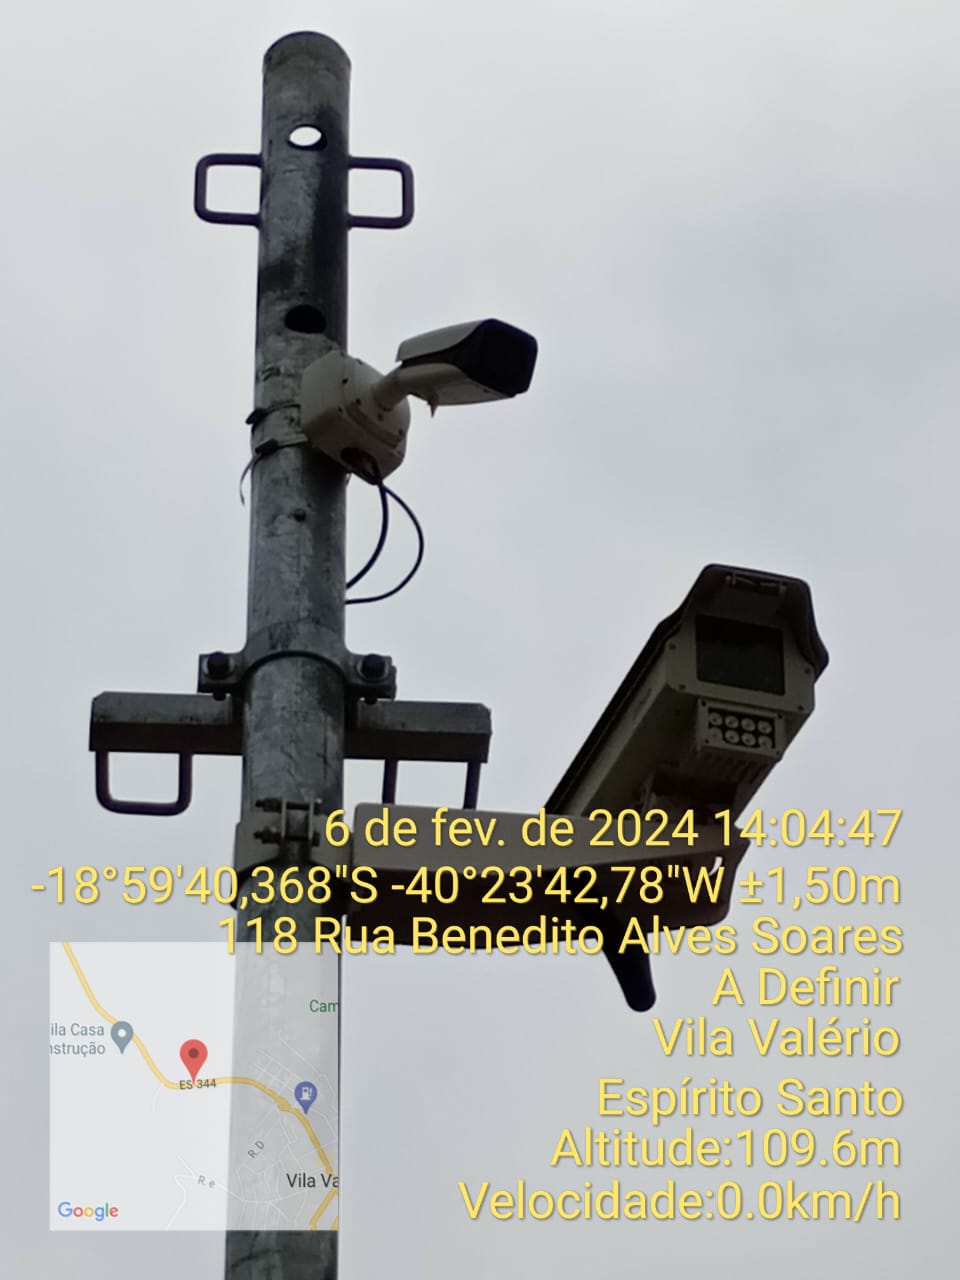 6 de fev. de 2024 14:04:47
-18°59'40,368"S -40°23'42,78"W ±1,50m
118 Rua Benedito Alves Soares
A Definir
Vila Valério
Espírito Santo
Altitude:109.6m
Velocidade:0.0km/h
Cam
ila Casa
nstrução
ES 344
R. D
R. e
Vila Va
Google